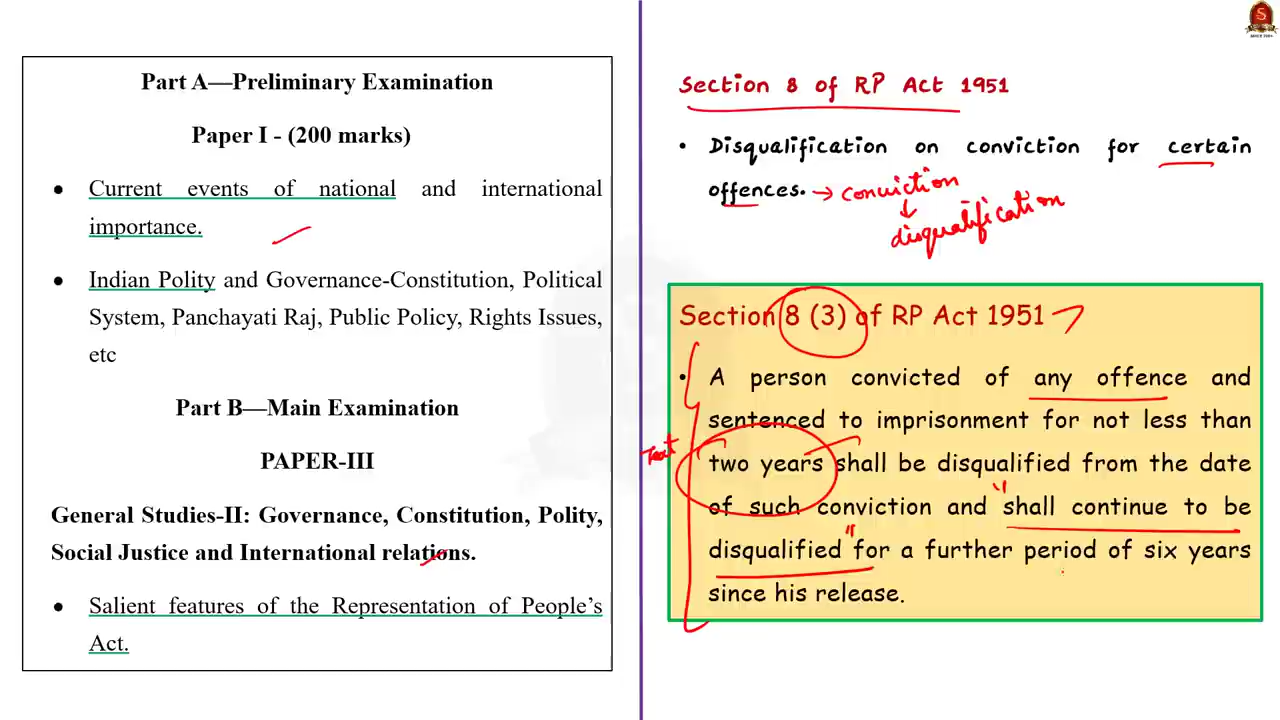 Part A—Preliminary Examination
Paper I - (200 marks)
● Current events of national and international
importance.
● Indian Polity and Governance-Constitution, Political
System, Panchayati Raj, Public Policy, Rights Issues,
etc
Part B—Main Examination
PAPER-III
General Studies-II: Governance, Constitution, Polity,
Social Justice and International relations.
● Salient features of the Representation of People’s
Act.
Section 8 of RP Act 1951
• Disqualification on conviction for certain
offences. → conviction
↓
disqualification
Section 8 (3) of RP Act 1951
• A person convicted of any offence and
sentenced to imprisonment for not less than
two years shall be disqualified from the date
of such conviction and "shall continue to be
disqualified" for a further period of six years
since his release.